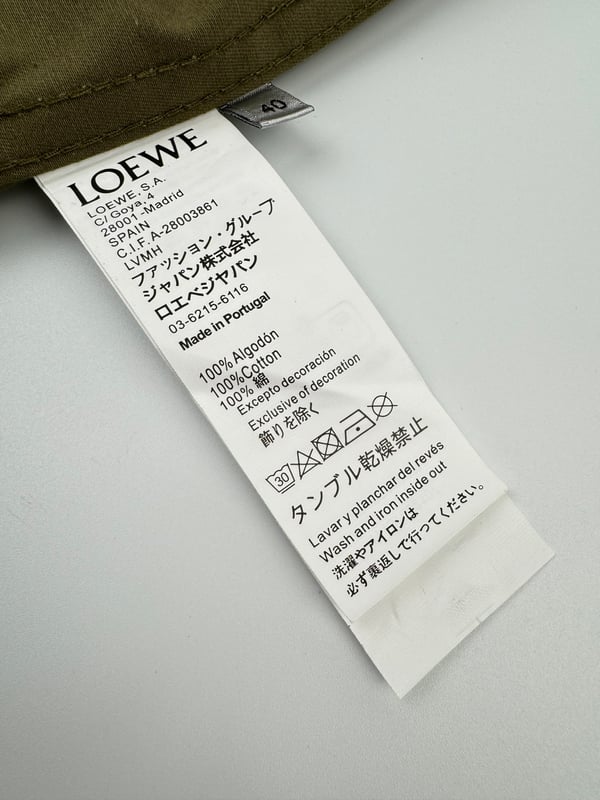 40
LOEWE
LOEWE, S.A.
C/ Goya, 4
28001 -Madrid
SPAIN
C.I.F. A-28003861
LVMH
ファッション・グループ
ジャパン株式会社
ロエベジャパン
03-6215-6116
Made in Portugal
100% Algodón
100% Cotton
100% 綿
Excepto decoración
Exclusive of decoration
飾りを除く
30
タンブル乾燥禁止
Lavar y planchar del revés
Wash and iron inside out
洗濯やアイロンは
必ず裏返しで行ってください。